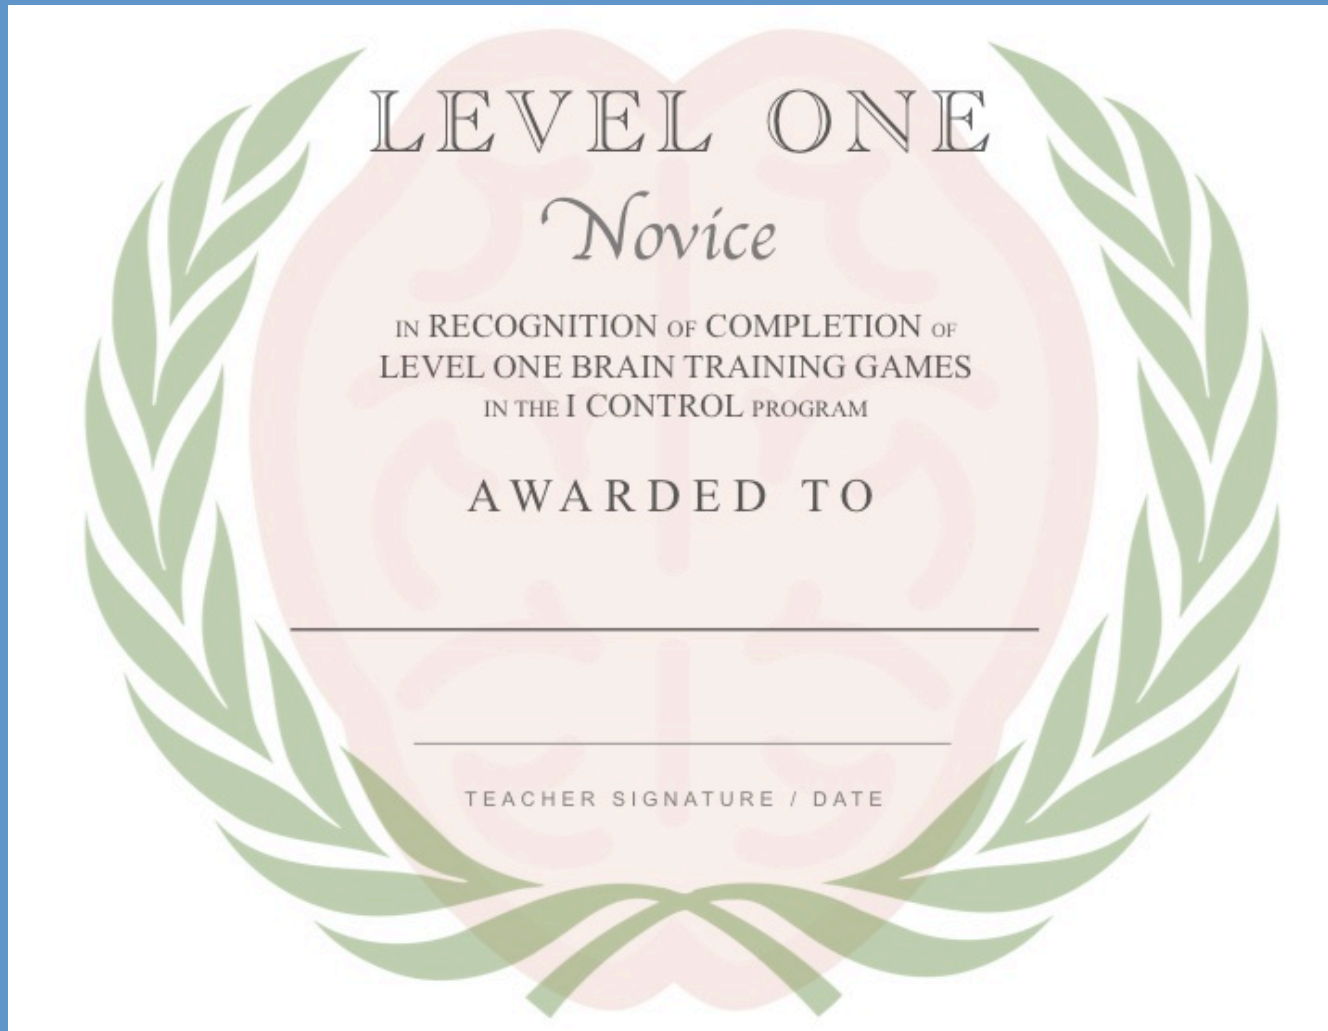 LEVEL ONE
Novice
IN RECOGNITION OF COMPLETION OF
LEVEL ONE BRAIN TRAINING GAMES
IN THE I CONTROL PROGRAM
AWARDED TO
TEACHER SIGNATURE / DATE